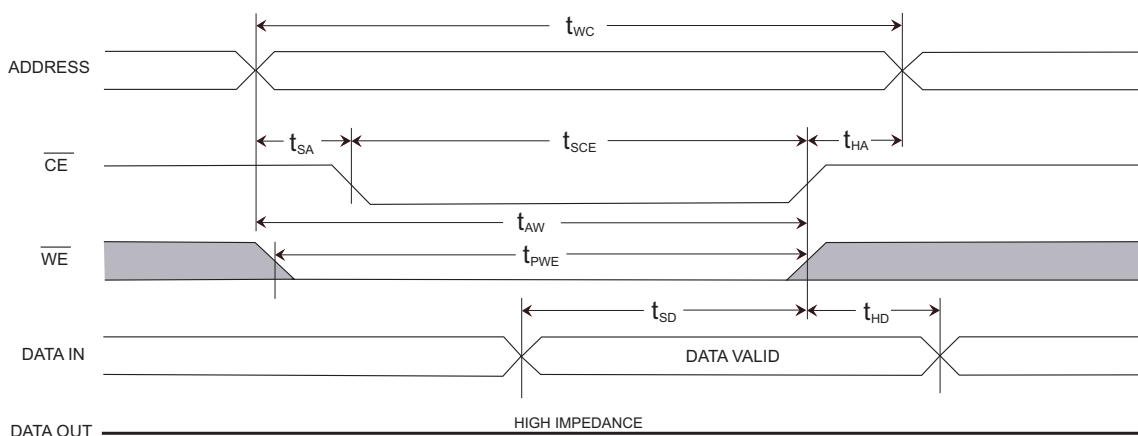 tWC
ADDRESS
tSA
tSCE
tHA
CE
tAW
WE
tPWE
tSD
tHD
DATA IN
DATA VALID
DATA OUT
HIGH IMPEDANCE